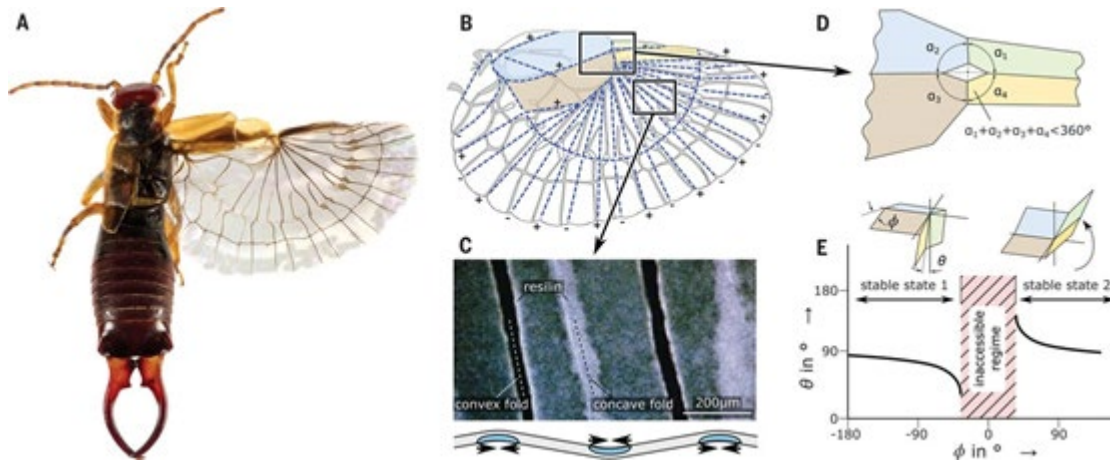 A
B
+ + + + + + + + + + + +
- - - - - - - -
C
resilin
convex fold
concave fold
200μm
D
α₂
α₁
α₃
α₄
α₁+α₂+α₃+α₄<360°
ϕ
θ
E
180
90
0
θ in ° →
stable state 1
stable state 2
inaccessible
regime
-180
-90
0
90
ϕ in ° →